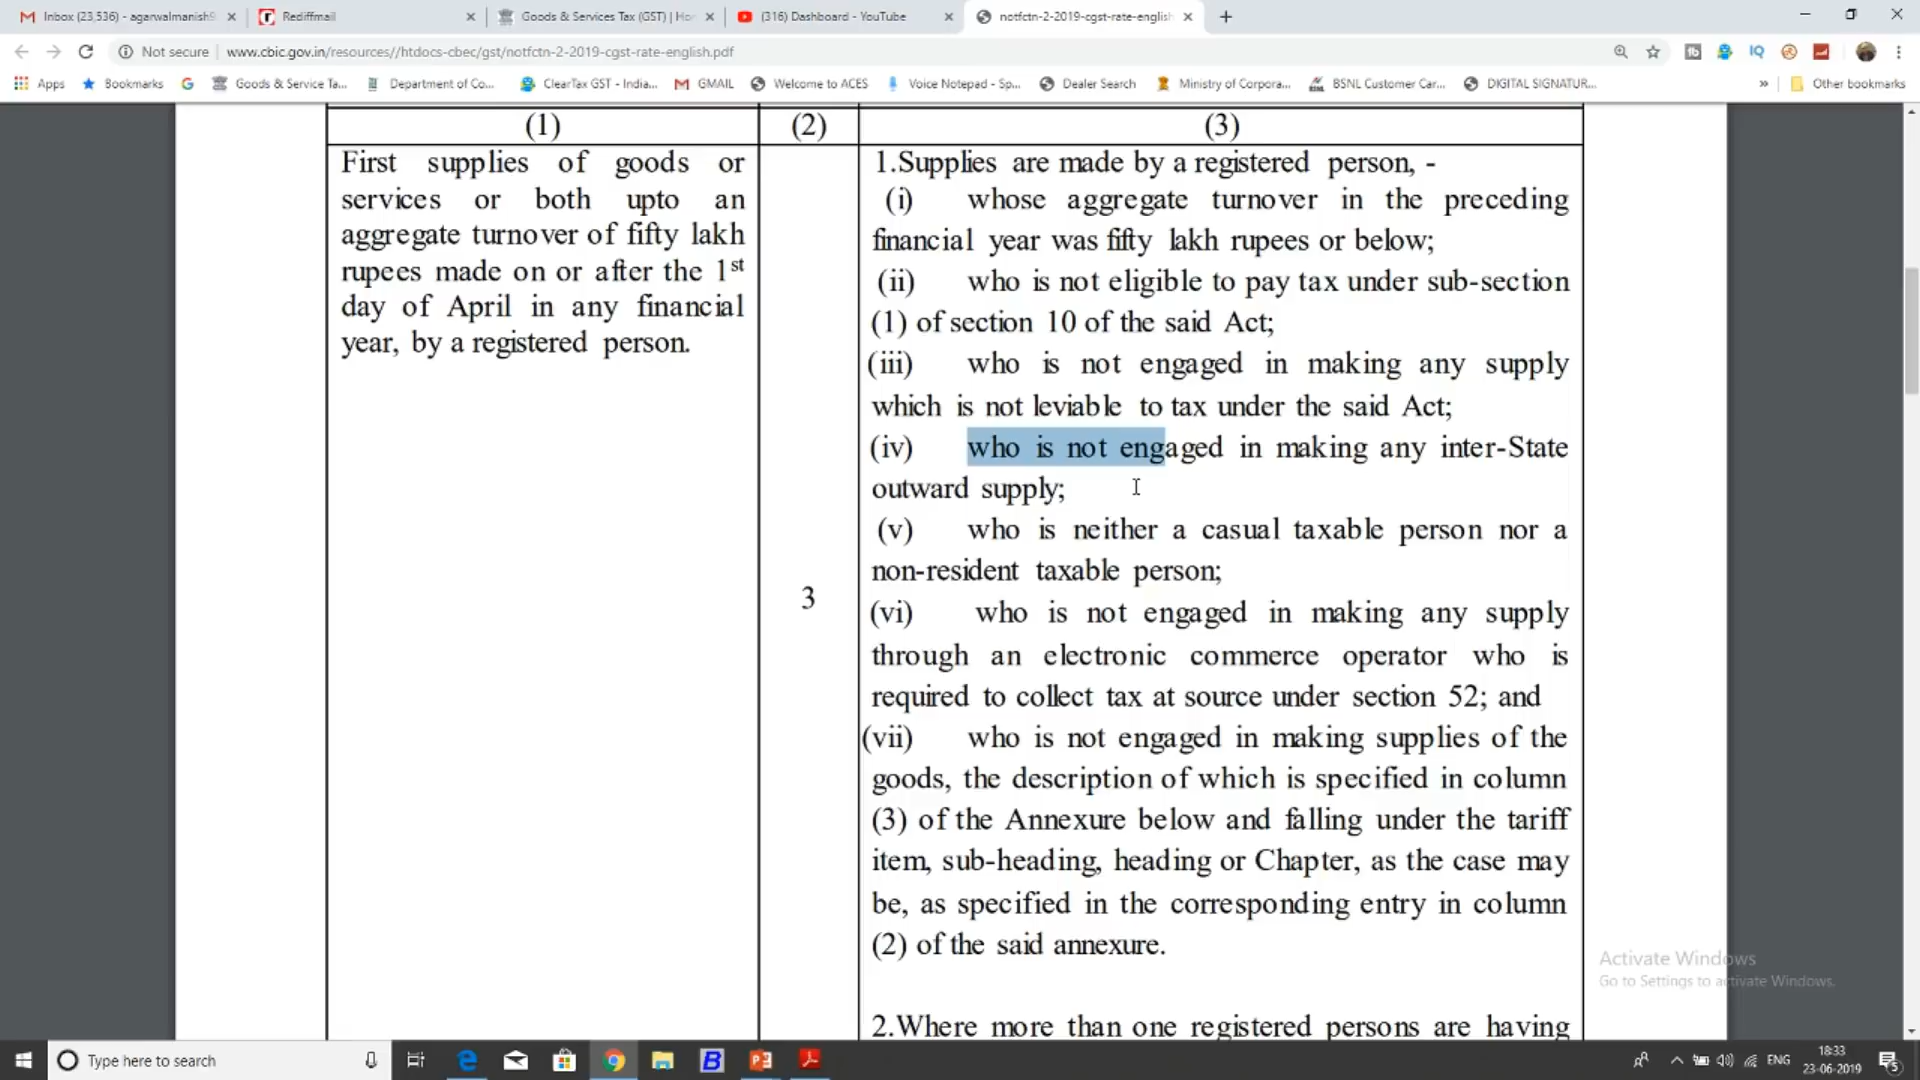 Inbox (23,536) - agarwalmanish9
Rediffmail
Goods & Services Tax (GST) | Ho
(316) Dashboard - YouTube
notfctn-2-2019-cgst-rate-english
Not secure
www.cbic.gov.in/resources//htdocs-cbec/gst/notfctn-2-2019-cgst-rate-english.pdf
Apps
Bookmarks
Goods & Service Ta...
Department of Co...
ClearTax GST - India...
GMAIL
Welcome to ACES
Voice Notepad - Sp...
Dealer Search
Ministry of Corpora...
BSNL Customer Car...
DIGITAL SIGNATUR...
Other bookmarks
(1)
(2)
(3)
First supplies of goods or
services or both upto an
aggregate turnover of fifty lakh
rupees made on or after the 1st
day of April in any financial
year, by a registered person.
3
1.Supplies are made by a registered person, -
(i) whose aggregate turnover in the preceding
financial year was fifty lakh rupees or below;
(ii) who is not eligible to pay tax under sub-section
(1) of section 10 of the said Act;
(iii) who is not engaged in making any supply
which is not leviable to tax under the said Act;
(iv) who is not engaged in making any inter-State
outward supply;
(v) who is neither a casual taxable person nor a
non-resident taxable person;
(vi) who is not engaged in making any supply
through an electronic commerce operator who is
required to collect tax at source under section 52; and
(vii) who is not engaged in making supplies of the
goods, the description of which is specified in column
(3) of the Annexure below and falling under the tariff
item, sub-heading, heading or Chapter, as the case may
be, as specified in the corresponding entry in column
(2) of the said annexure.
2.Where more than one registered persons are having
Activate Windows
Go to Settings to activate Windows.
Type here to search
ENG
18:33
23-06-2019
5